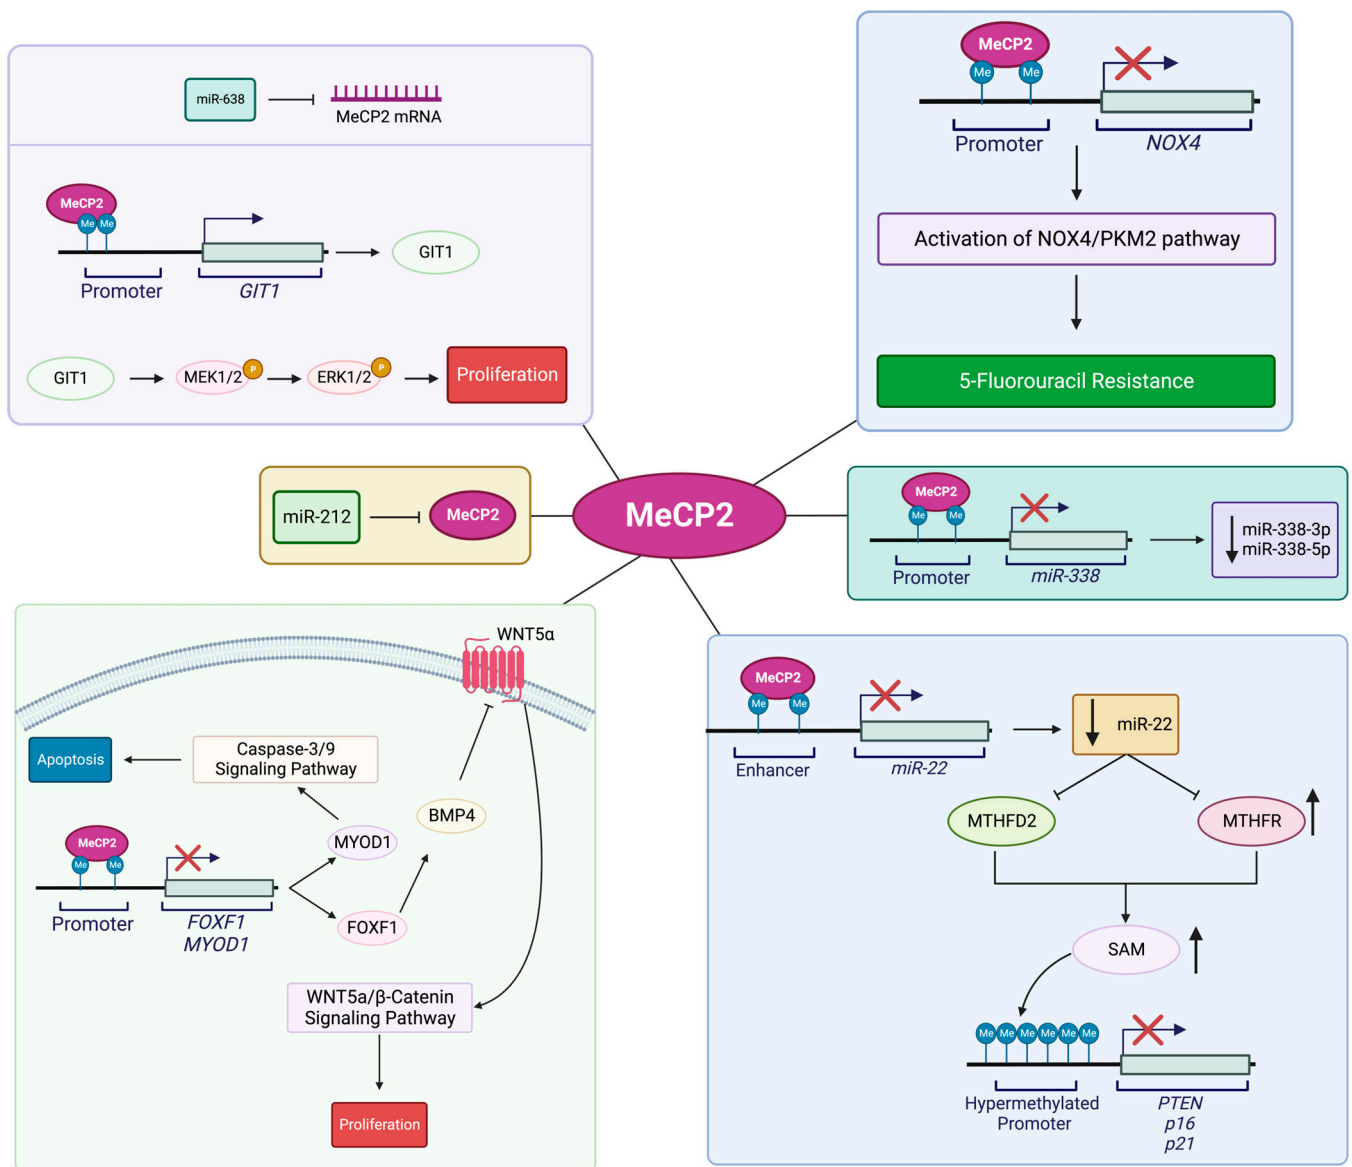 miR-638
MeCP2 mRNA
MeCP2
Me Me
Promoter
GIT1
GIT1
GIT1
MEK1/2
P
ERK1/2
P
Proliferation
MeCP2
Me Me
Promoter
NOX4
Activation of NOX4/PKM2 pathway
5-Fluorouracil Resistance
miR-212
MeCP2
MeCP2
MeCP2
Me Me
Promoter
miR-338
miR-338-3p
miR-338-5p
WNT5α
Apoptosis
Caspase-3/9
Signaling Pathway
BMP4
MYOD1
MeCP2
Me Me
Promoter
FOXF1
MYOD1
FOXF1
WNT5a/β-Catenin
Signaling Pathway
Proliferation
MeCP2
Me Me
Enhancer
miR-22
miR-22
MTHFD2
MTHFR
SAM
Me Me Me Me Me Me
Hypermethylated
Promoter
PTEN
p16
p21